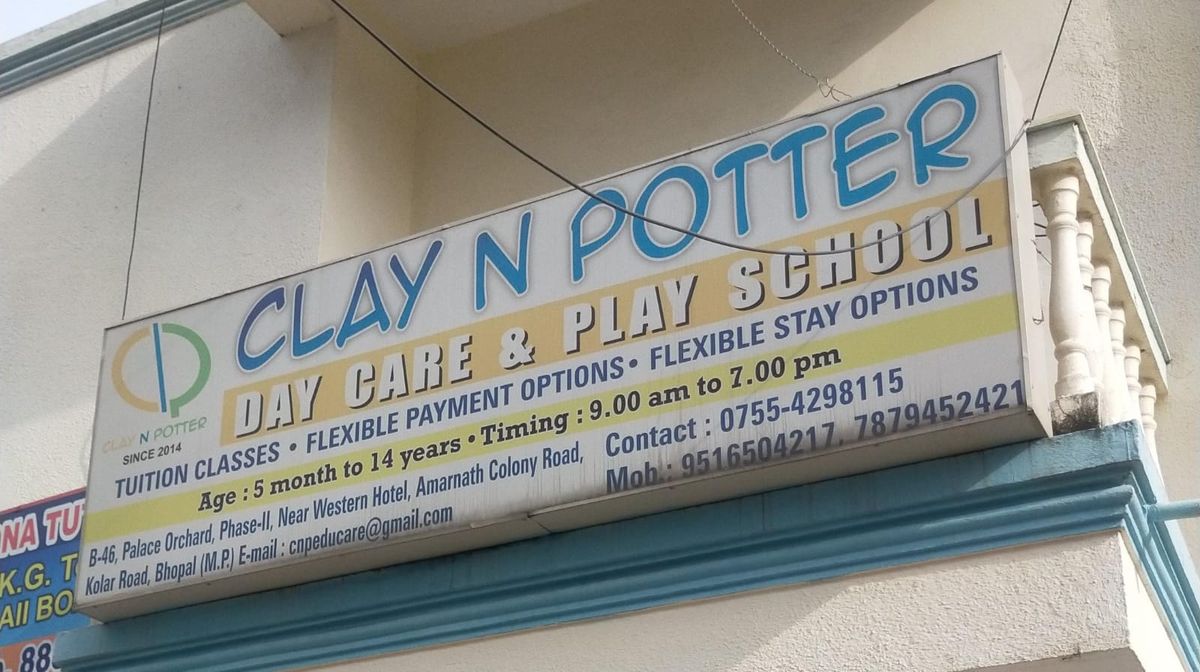 CLAY N POTTER
DAY CARE & PLAY SCHOOL
CLAY N POTTER
SINCE 2014
TUITION CLASSES • FLEXIBLE PAYMENT OPTIONS • FLEXIBLE STAY OPTIONS
Age : 5 month to 14 years • Timing : 9.00 am to 7.00 pm
B-46, Palace Orchard, Phase-II, Near Western Hotel, Amarnath Colony Road,
Kolar Road, Bhopal (M.P.) E-mail : cnpeducare@gmail.com
Contact : 0755-4298115
Mob.: 9516504217, 7879452421
K.G.
All
88